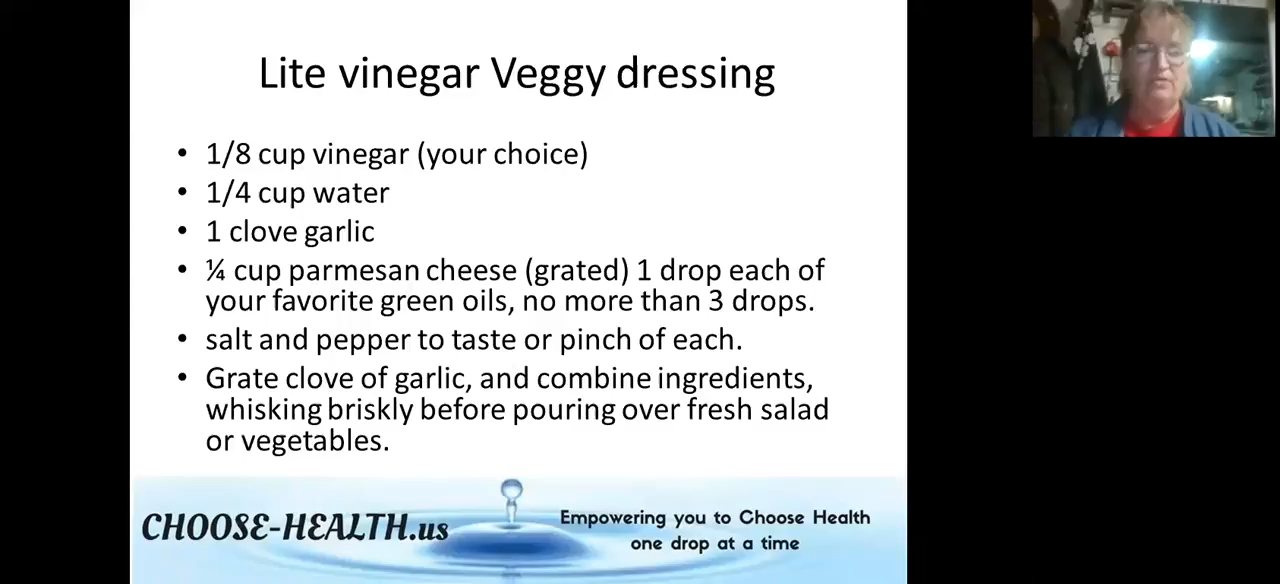 Lite vinegar Veggy dressing
• 1/8 cup vinegar (your choice)
• 1/4 cup water
• 1 clove garlic
• ¼ cup parmesan cheese (grated) 1 drop each of
your favorite green oils, no more than 3 drops.
• salt and pepper to taste or pinch of each.
• Grate clove of garlic, and combine ingredients,
whisking briskly before pouring over fresh salad
or vegetables.
CHOOSE-HEALTH.us
Empowering you to Choose Health
one drop at a time